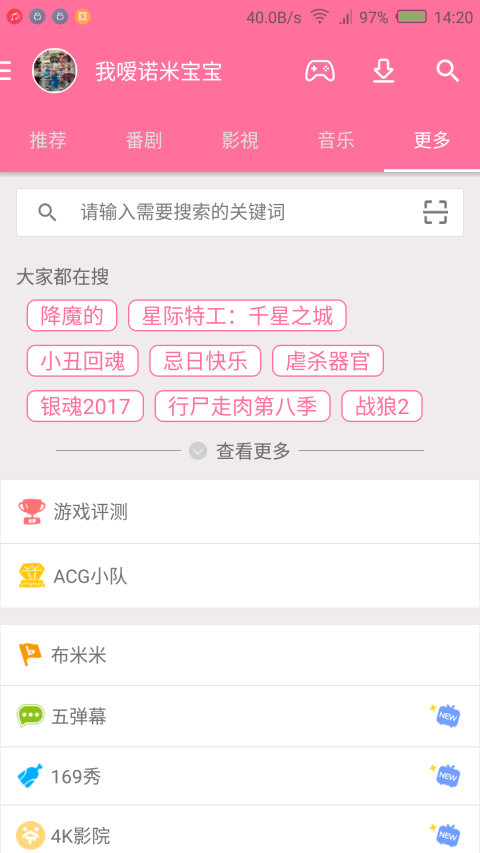 40.0B/s 97% 14:20
我嗳诺米宝宝
推荐 番剧 影視 音乐 更多
请输入需要搜索的关键词
大家都在搜
降魔的 星际特工：千星之城
小丑回魂 忌日快乐 虐杀器官
银魂2017 行尸走肉第八季 战狼2
查看更多
游戏评测
ACG小队
布米米
五弹幕 NEW
169秀 NEW
4K影院 NEW